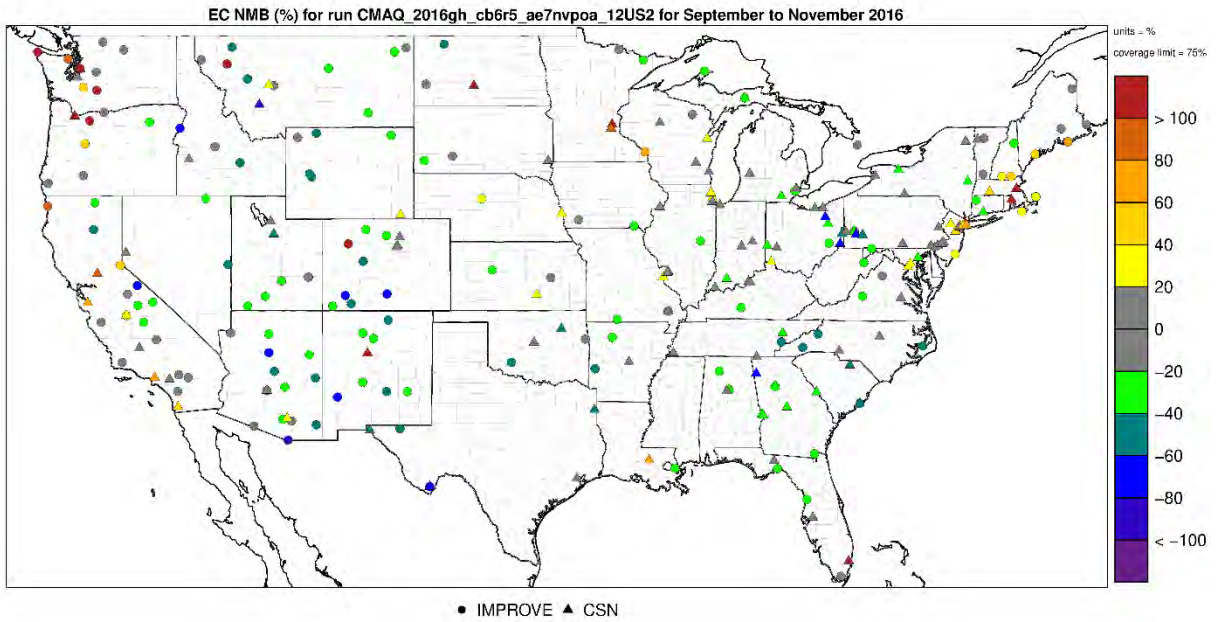 EC NMB (%) for run CMAQ_2016gh_cb6r5_ae7nvpoa_12US2 for September to November 2016
units = %
coverage limit = 75%
> 100
80
60
40
20
0
−20
−40
−60
−80
< −100
IMPROVE CSN